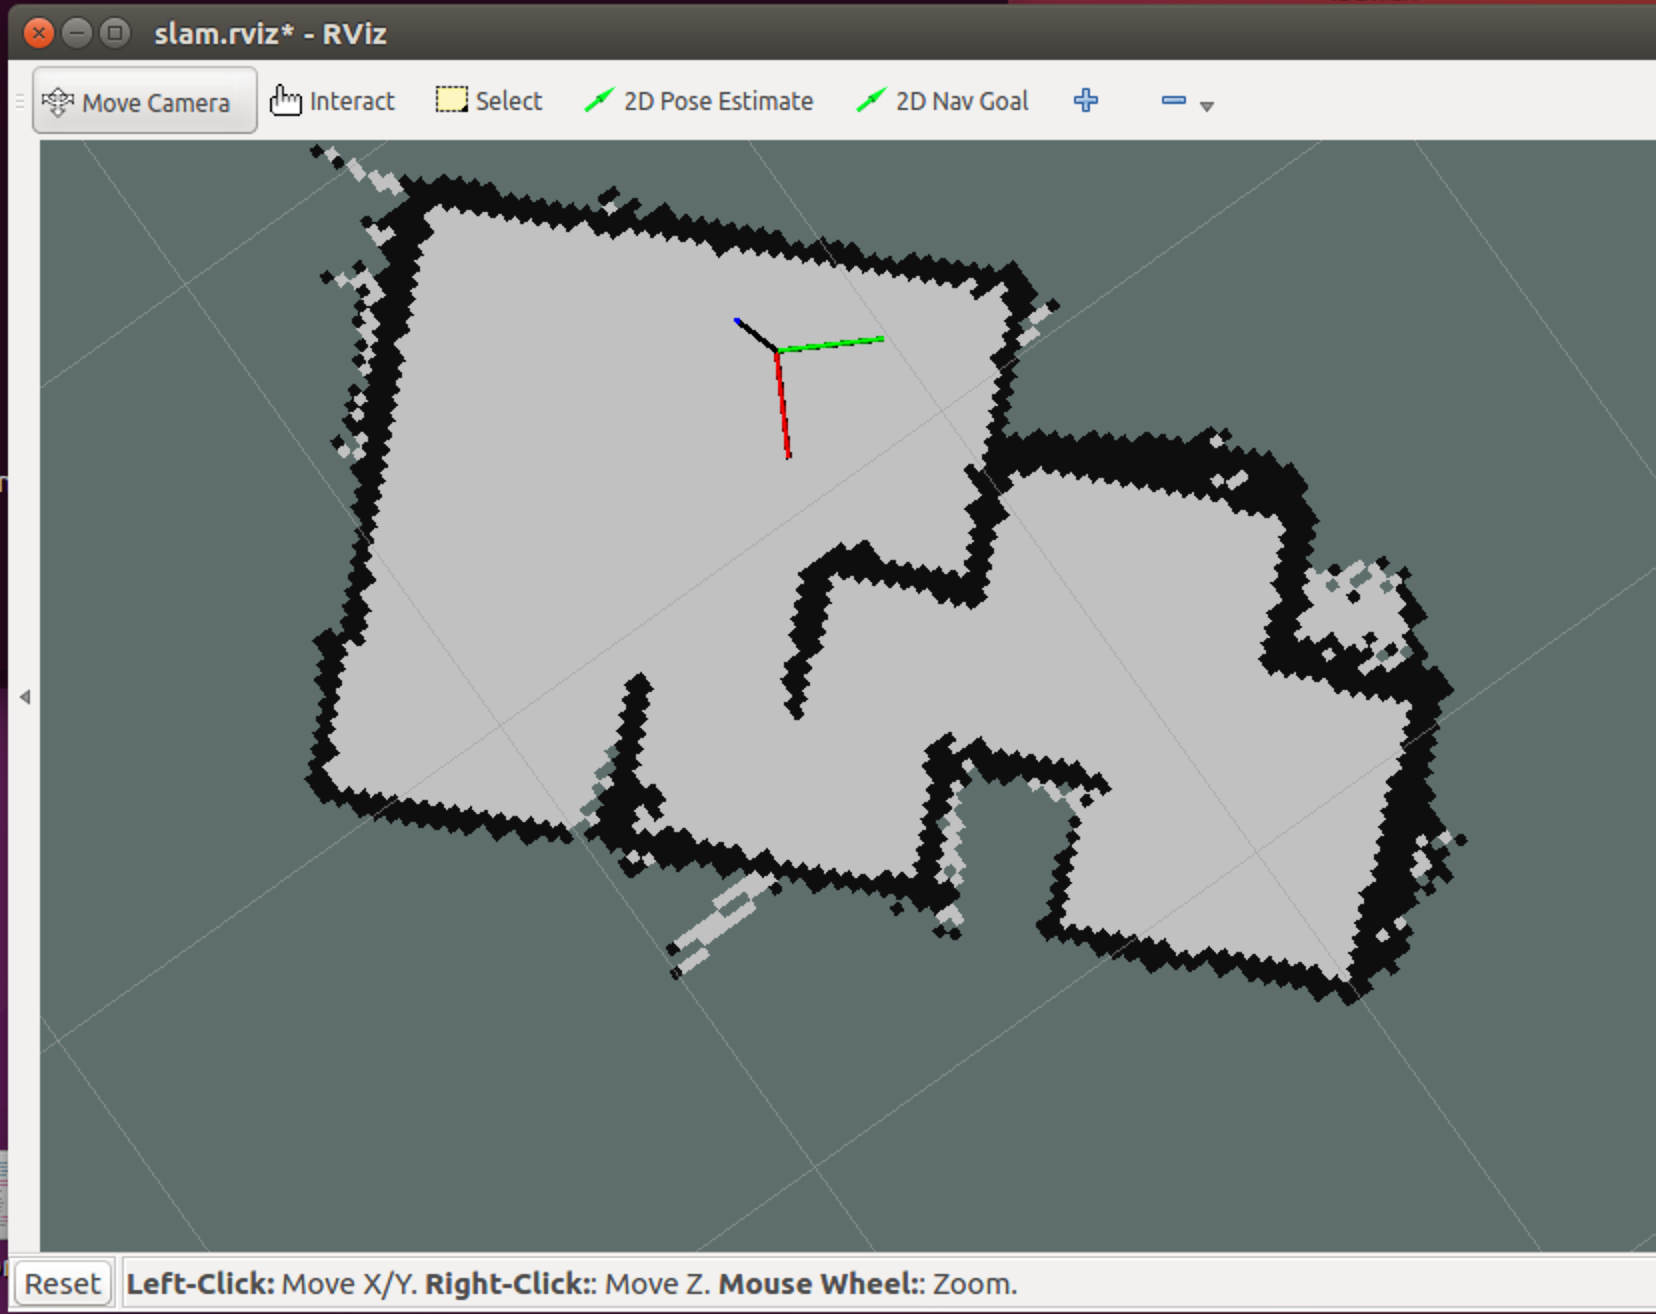 slam.rviz* - RViz
Move Camera Interact Select 2D Pose Estimate 2D Nav Goal
Reset Left-Click: Move X/Y. Right-Click:: Move Z. Mouse Wheel:: Zoom.